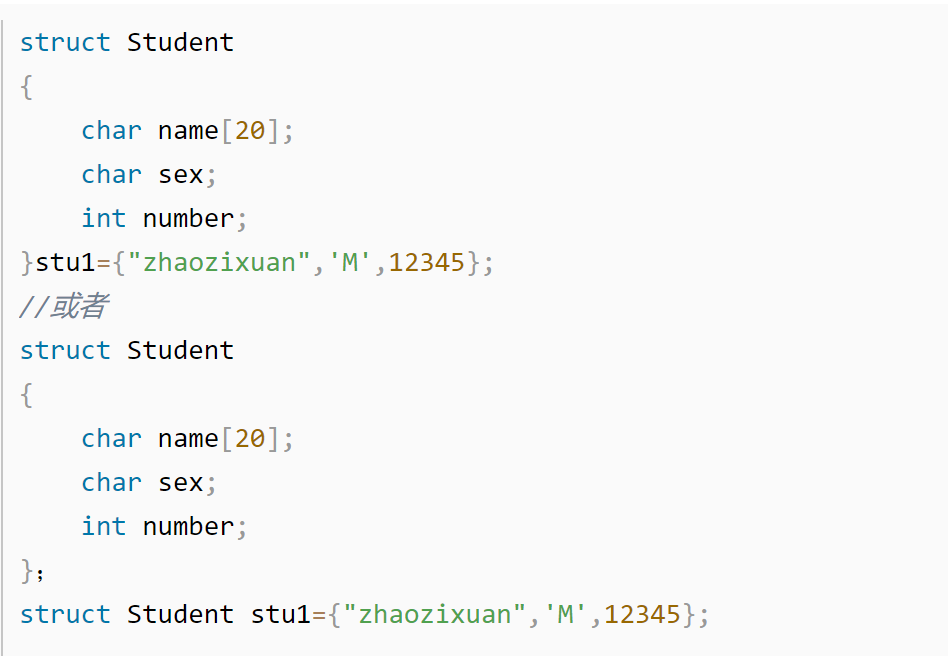 struct Student
{
    char name[20];
    char sex;
    int number;
}stu1={"zhaozixuan",'M',12345};
//或者
struct Student
{
    char name[20];
    char sex;
    int number;
}；
struct Student stu1={"zhaozixuan",'M',12345};